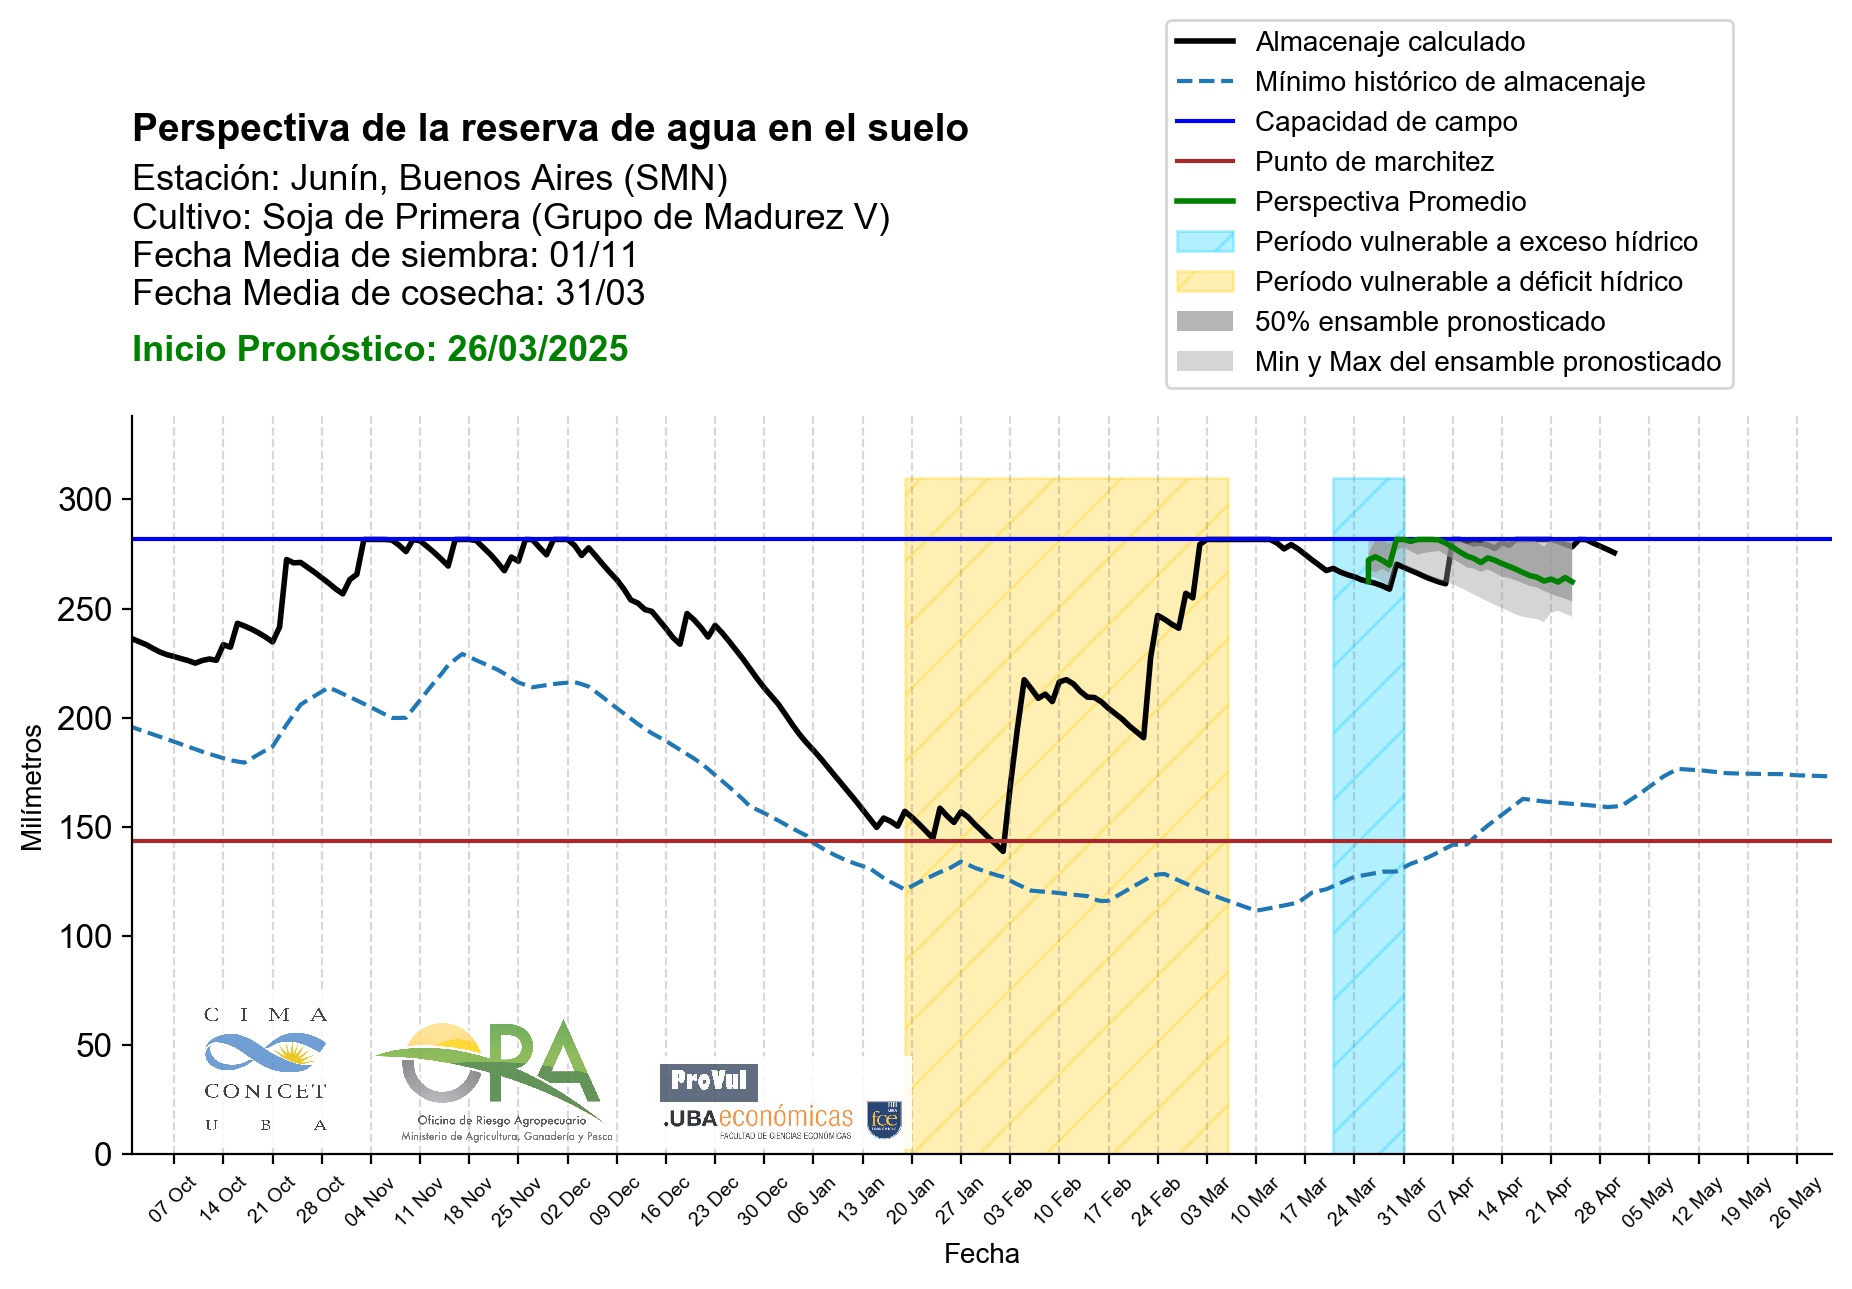 Almacenaje calculado
Mínimo histórico de almacenaje
Capacidad de campo
Punto de marchitez
Perspectiva Promedio
Período vulnerable a exceso hídrico
Período vulnerable a déficit hídrico
50% ensamble pronosticado
Min y Max del ensamble pronosticado
Perspectiva de la reserva de agua en el suelo
Estación: Junín, Buenos Aires (SMN)
Cultivo: Soja de Primera (Grupo de Madurez V)
Fecha Media de siembra: 01/11
Fecha Media de cosecha: 31/03
Inicio Pronóstico: 26/03/2025
Milímetros
300
250
200
150
100
50
0
CIMA
CONICET
UBA
ORA
Oficina de Riesgo Agropecuario
Ministerio de Agricultura, Ganadería y Pesca
ProVul
.UBAeconómicas
FACULTAD DE CIENCIAS ECONÓMICAS
UBA
fce
ECONÓMICAS
07 Oct
14 Oct
21 Oct
28 Oct
04 Nov
11 Nov
18 Nov
25 Nov
02 Dec
09 Dec
16 Dec
23 Dec
30 Dec
06 Jan
13 Jan
20 Jan
27 Jan
03 Feb
10 Feb
17 Feb
24 Feb
03 Mar
10 Mar
17 Mar
24 Mar
31 Mar
07 Apr
14 Apr
21 Apr
28 Apr
05 May
12 May
19 May
26 May
Fecha